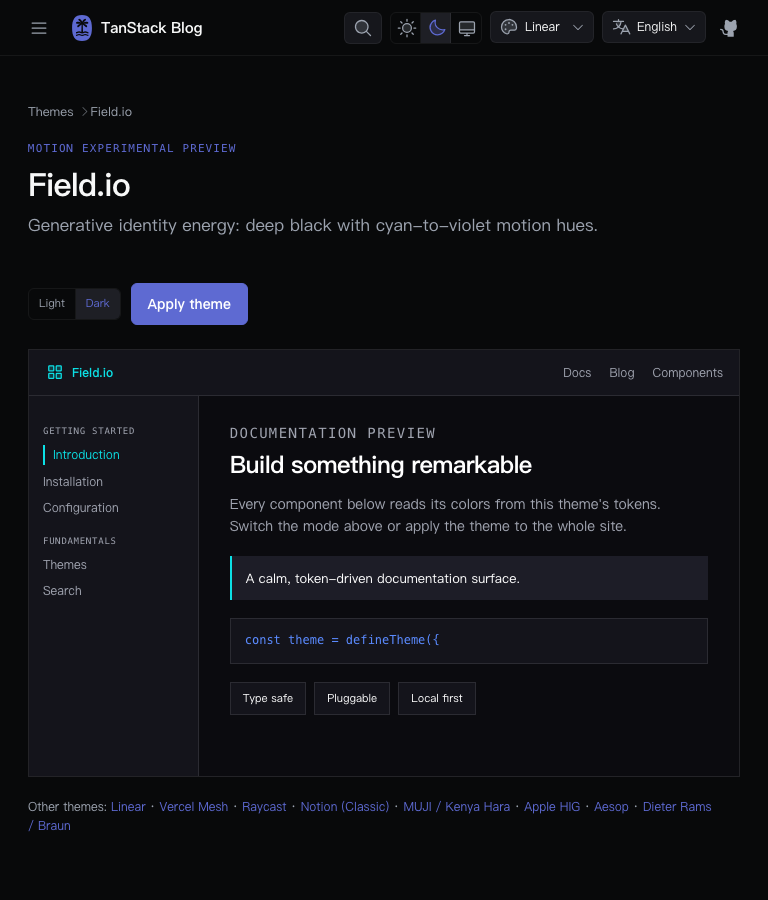 TanStack Blog
Linear
English
Themes
Field.io
MOTION EXPERIMENTAL PREVIEW
Field.io
Generative identity energy: deep black with cyan-to-violet motion hues.
Light
Dark
Apply theme
Field.io
Docs
Blog
Components
GETTING STARTED
Introduction
Installation
Configuration
FUNDAMENTALS
Themes
Search
DOCUMENTATION PREVIEW
Build something remarkable
Every component below reads its colors from this theme's tokens.
Switch the mode above or apply the theme to the whole site.
A calm, token-driven documentation surface.
const theme = defineTheme({
Type safe
Pluggable
Local first
Other themes: Linear · Vercel Mesh · Raycast · Notion (Classic) · MUJI / Kenya Hara · Apple HIG · Aesop · Dieter Rams
/ Braun